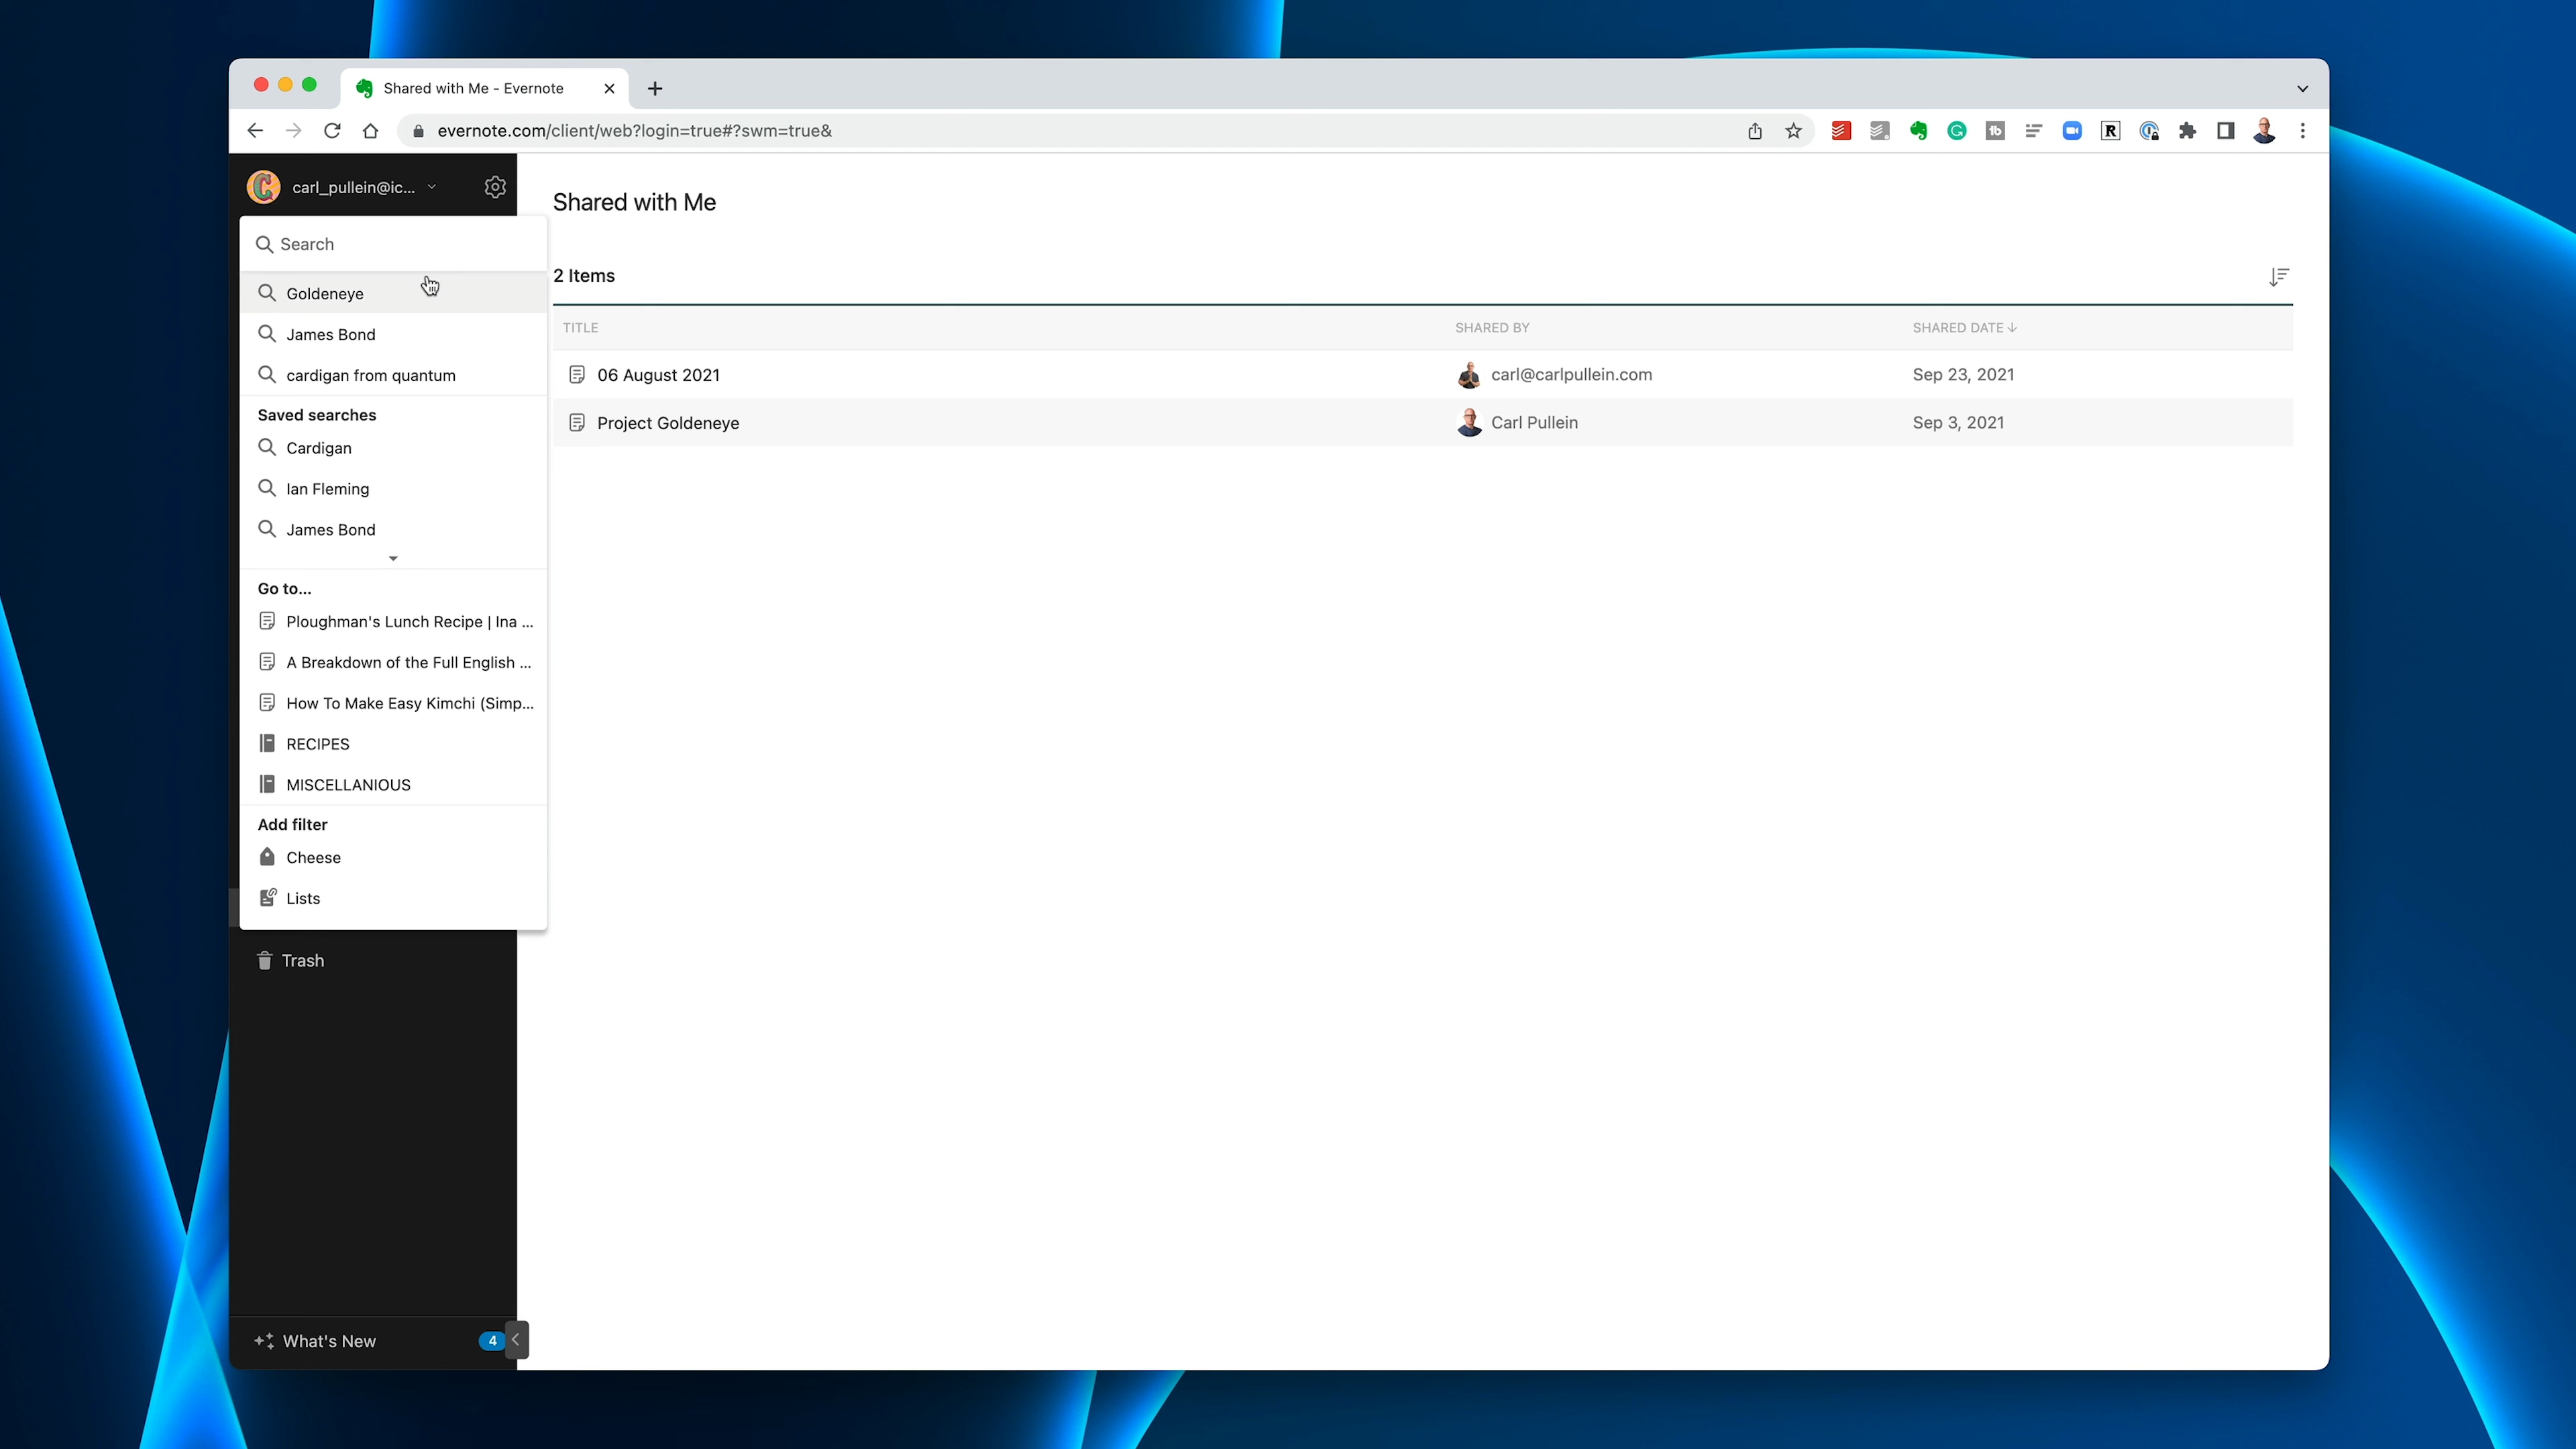 Shared with Me - Evernote
evernote.com/client/web?login=true#?swm=true&
carl_pullein@ic...
Search
Goldeneye
James Bond
cardigan from quantum
Saved searches
Cardigan
Ian Fleming
James Bond
Go to...
Ploughman's Lunch Recipe | Ina ...
A Breakdown of the Full English ...
How To Make Easy Kimchi (Simp...
RECIPES
MISCELLANIOUS
Add filter
Cheese
Lists
Trash
What's New 4
Shared with Me
2 Items
TITLE SHARED BY SHARED DATE
06 August 2021 carl@carlpullein.com Sep 23, 2021
Project Goldeneye Carl Pullein Sep 3, 2021